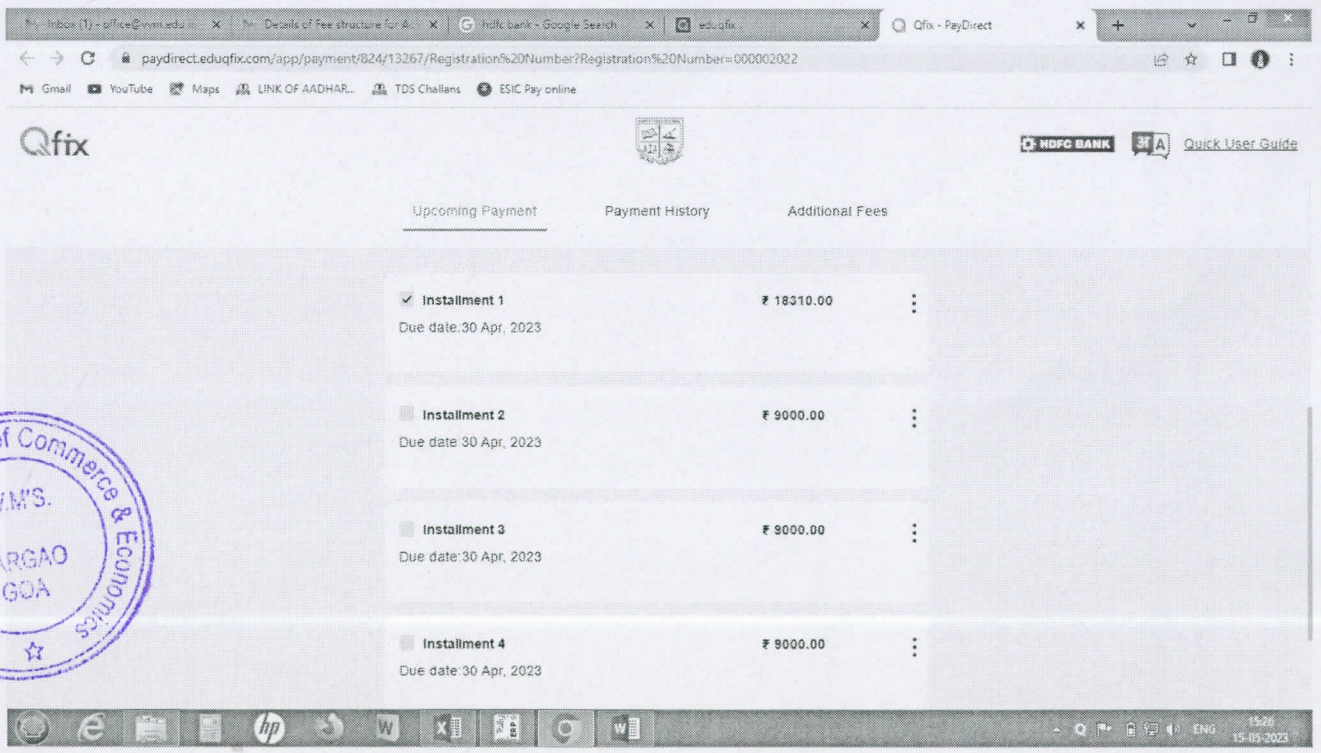 Inbox (1) - office@vvm.edu.in
Details of Fee structure for A
hdfc bank - Google Search
eduqfix
Qfix - PayDirect
paydirect.eduqfix.com/app/payment/824/13267/Registration%20Number?Registration%20Number=000002022
Gmail YouTube Maps LINK OF AADHAR... TDS Challans ESIC Pay online
Qfix
HDFC BANK अ A Quick User Guide
Upcoming Payment Payment History Additional Fees
Installment 1 ₹ 18310.00
Due date:30 Apr, 2023
Installment 2 ₹ 9000.00
Due date:30 Apr, 2023
Installment 3 ₹ 9000.00
Due date:30 Apr, 2023
Installment 4 ₹ 9000.00
Due date:30 Apr, 2023
of Commerce & Economics
V.M'S.
ARGAO
GOA
hp
ENG 15:26
15-05-2023